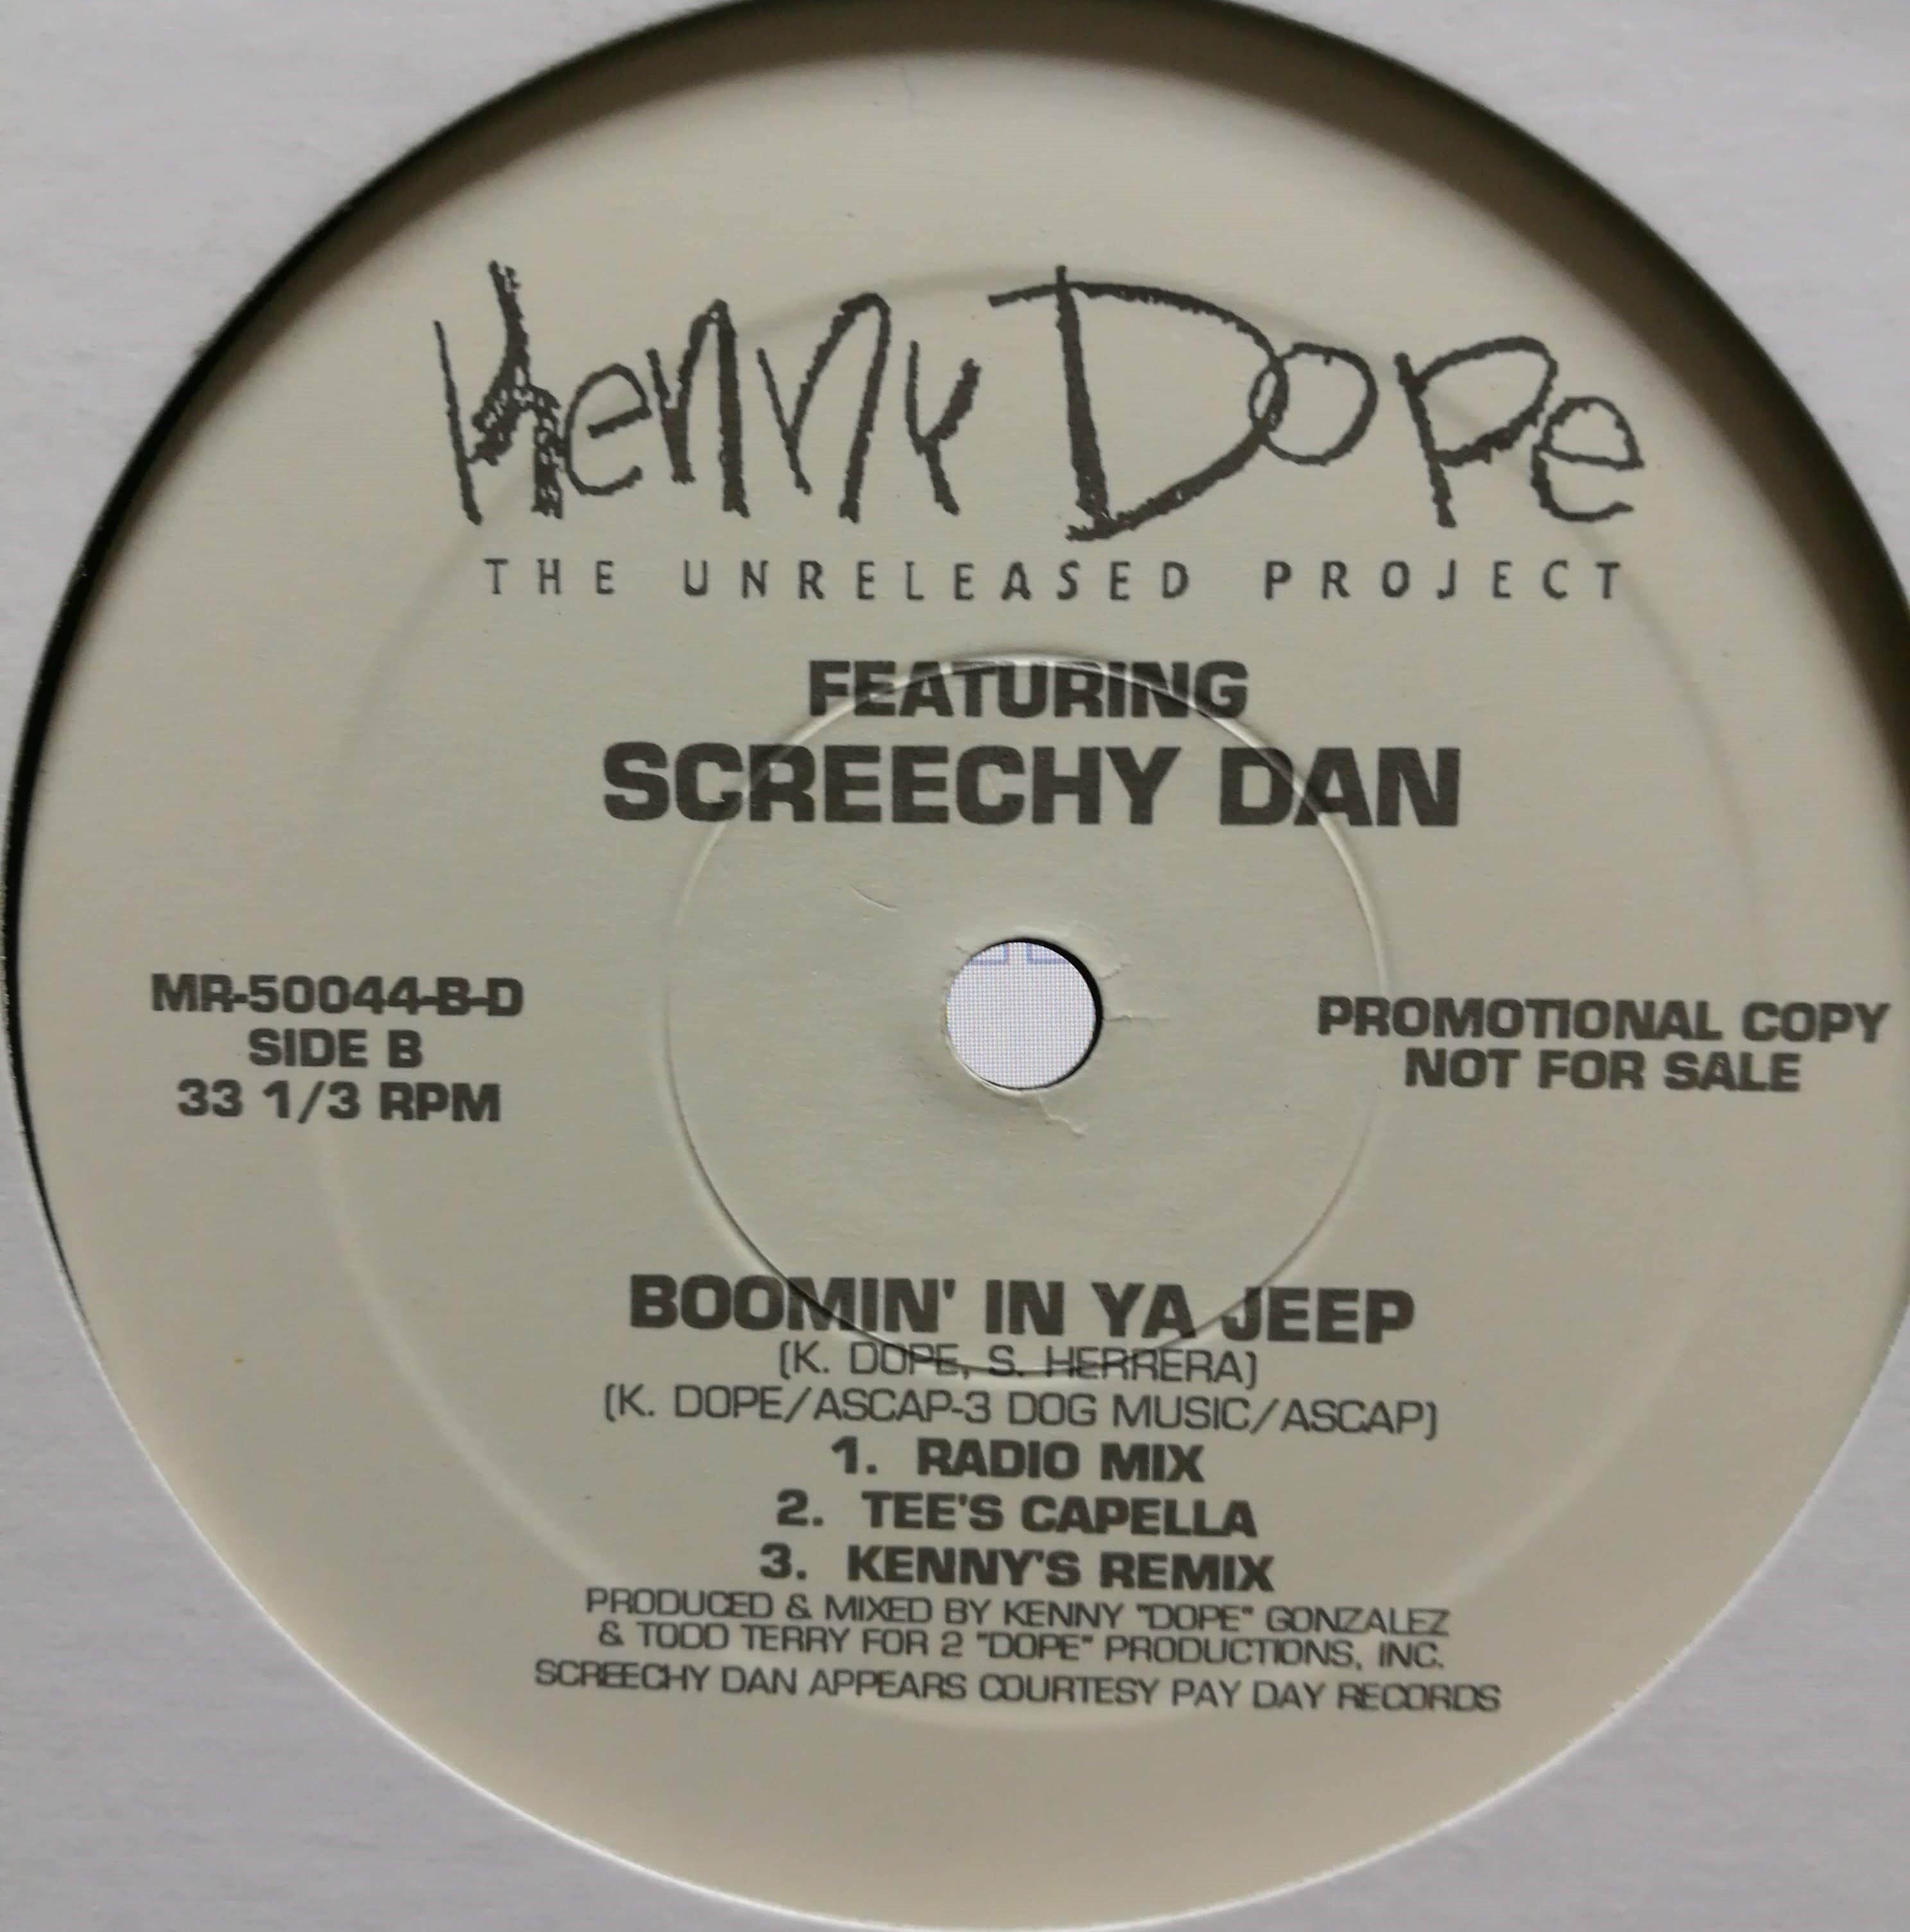 Kenny Dope
THE UNRELEASED PROJECT
FEATURING
SCREECHY DAN
MR-50044-B-D
SIDE B
33 1/3 RPM
PROMOTIONAL COPY
NOT FOR SALE
BOOMIN' IN YA JEEP
(K. DOPE, S. HERRERA)
(K. DOPE/ASCAP-3 DOG MUSIC/ASCAP)
1. RADIO MIX
2. TEE'S CAPELLA
3. KENNY'S REMIX
PRODUCED & MIXED BY KENNY "DOPE" GONZALEZ
& TODD TERRY FOR 2 "DOPE" PRODUCTIONS, INC.
SCREECHY DAN APPEARS COURTESY PAY DAY RECORDS